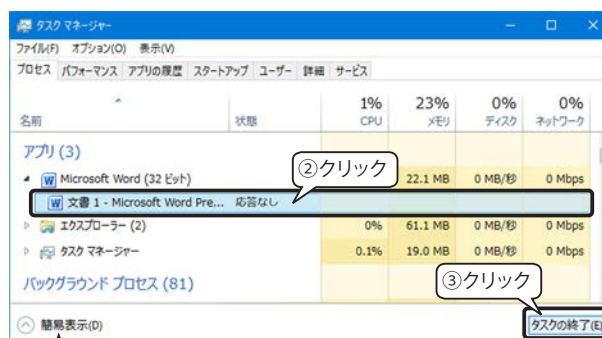 タスク マネージャー
ファイル(F) オプション(O) 表示(V)
プロセス パフォーマンス アプリの履歴 スタートアップ ユーザー 詳細 サービス
1% 23% 0% 0%
名前 状態 CPU メモリ ディスク ネットワーク
アプリ (3)
Microsoft Word (32 ビット) 22.1 MB 0 MB/秒 0 Mbps
②クリック
文書 1 - Microsoft Word Pre... 応答なし
エクスプローラー (2) 0% 61.1 MB 0 MB/秒 0 Mbps
タスク マネージャー 0.1% 19.0 MB 0 MB/秒 0 Mbps
バックグラウンド プロセス (81)
③クリック
簡易表示(D) タスクの終了(E)